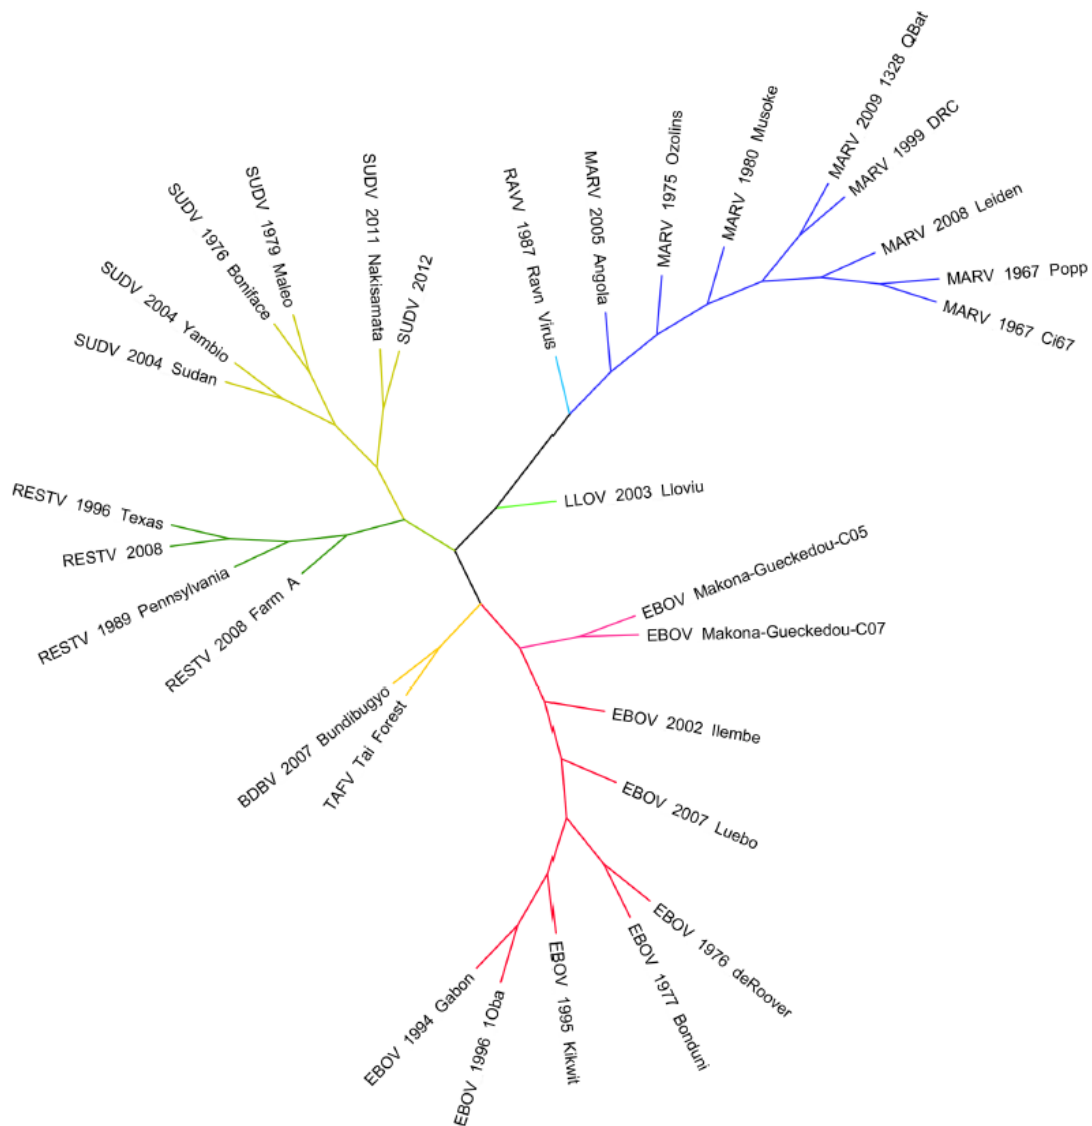 MARV 2009 1328 QBat
MARV 1999 DRC
MARV 1980 Musoke
MARV 1975 Ozolins
MARV 2008 Leiden
MARV 2005 Angola
MARV 1967 Popp
MARV 1967 Ci67
RAVV 1987 Ravn Virus
SUDV 2011 Nakisamata
SUDV 2012
SUDV 1979 Maleo
SUDV 1976 Boniface
SUDV 2004 Yambio
SUDV 2004 Sudan
LLOV 2003 Lloviu
RESTV 1996 Texas
RESTV 2008
RESTV 1989 Pennsylvania
RESTV 2008 Farm A
EBOV Makona-Gueckedou-C05
EBOV Makona-Gueckedou-C07
BDBV 2007 Bundibugyo
TAFV Tai Forest
EBOV 2002 Ilembe
EBOV 2007 Luebo
EBOV 1976 deRoover
EBOV 1977 Bonduni
EBOV 1995 Kikwit
EBOV 1996 1Oba
EBOV 1994 Gabon